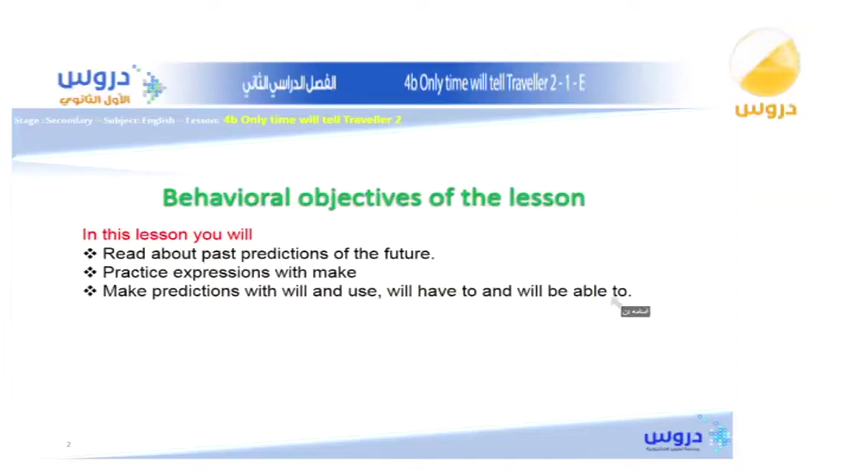 دروس
الأول الثانوي
الفصل الدراسي الثاني
4b Only time will tell Traveller 2 - 1 - E
دروس
Stage : Secondary – Subject: English – Lesson: 4b Only time will tell Traveller 2
Behavioral objectives of the lesson
In this lesson you will
❖ Read about past predictions of the future.
❖ Practice expressions with make
❖ Make predictions with will and use, will have to and will be able to.
2
دروس